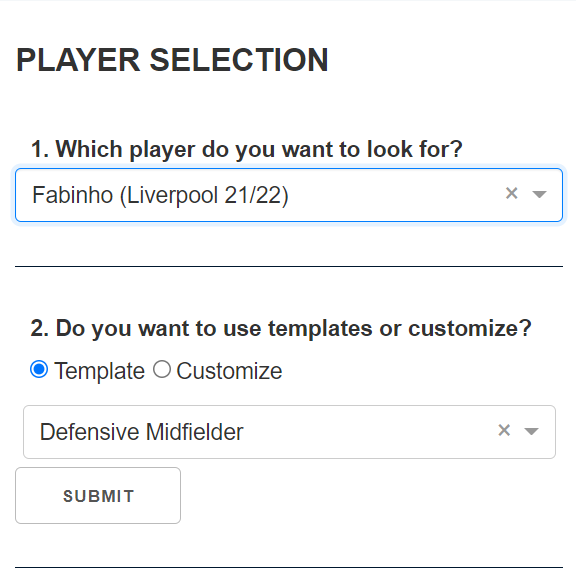 PLAYER SELECTION
1. Which player do you want to look for?
Fabinho (Liverpool 21/22)
2. Do you want to use templates or customize?
Template Customize
Defensive Midfielder
SUBMIT